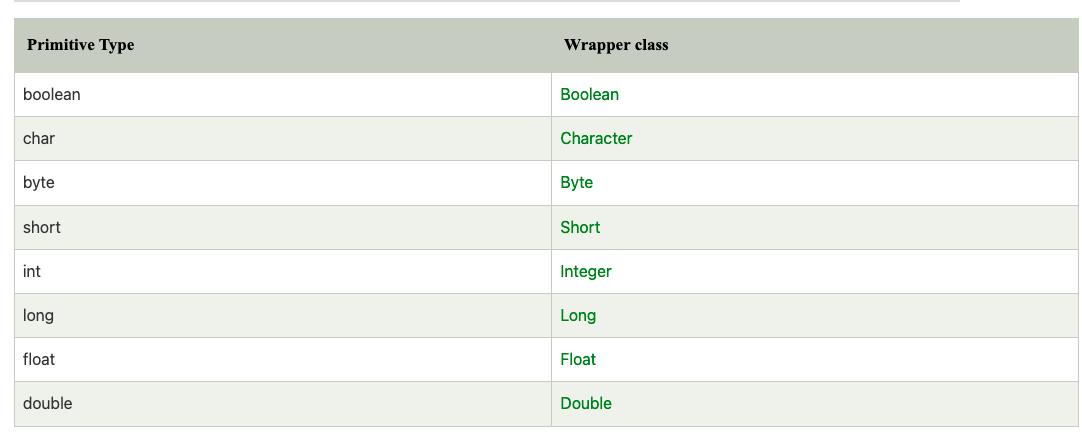 Primitive Type Wrapper class
boolean Boolean
char Character
byte Byte
short Short
int Integer
long Long
float Float
double Double